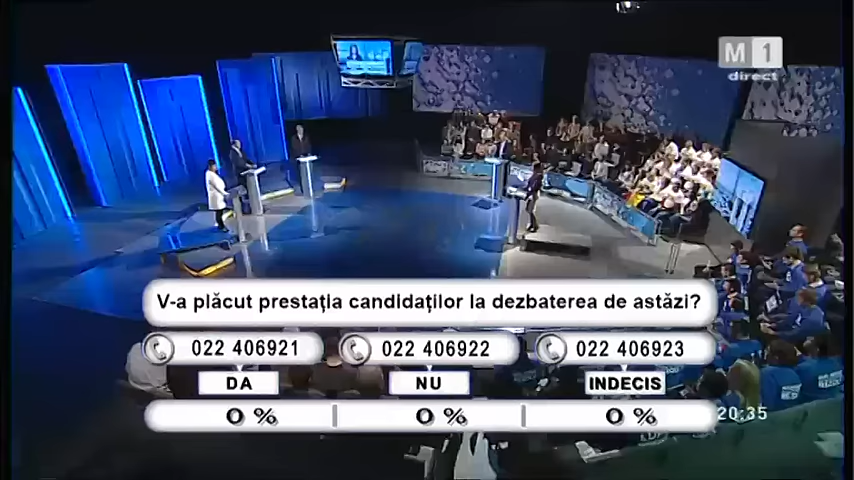 M 1
direct
V-a plăcut prestaţia candidaţilor la dezbaterea de astăzi?
022 406921 022 406922 022 406923
DA NU INDECIS
0 % 0 % 0 %
20:35